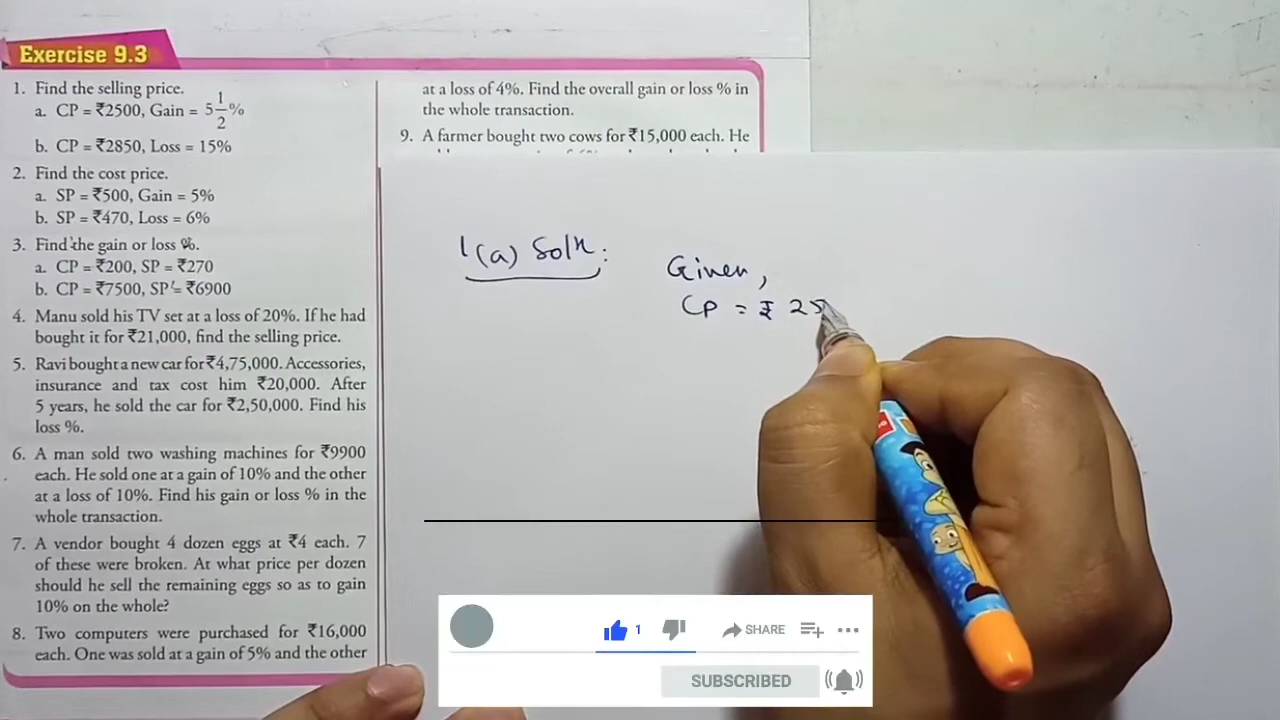 Exercise 9.3
1. Find the selling price.
a. CP = ₹2500, Gain = 5 1/2 %
b. CP = ₹2850, Loss = 15%
2. Find the cost price.
a. SP = ₹500, Gain = 5%
b. SP = ₹470, Loss = 6%
3. Find the gain or loss %.
a. CP = ₹200, SP = ₹270
b. CP = ₹7500, SP = ₹6900
4. Manu sold his TV set at a loss of 20%. If he had
bought it for ₹21,000, find the selling price.
5. Ravi bought a new car for ₹4,75,000. Accessories,
insurance and tax cost him ₹20,000. After
5 years, he sold the car for ₹2,50,000. Find his
loss %.
6. A man sold two washing machines for ₹9900
each. He sold one at a gain of 10% and the other
at a loss of 10%. Find his gain or loss % in the
whole transaction.
7. A vendor bought 4 dozen eggs at ₹4 each. 7
of these were broken. At what price per dozen
should he sell the remaining eggs so as to gain
10% on the whole?
8. Two computers were purchased for ₹16,000
each. One was sold at a gain of 5% and the other
at a loss of 4%. Find the overall gain or loss % in
the whole transaction.
9. A farmer bought two cows for ₹15,000 each. He
1(a) Soln:
Given,
CP = ₹ 25
1
SHARE
SUBSCRIBED